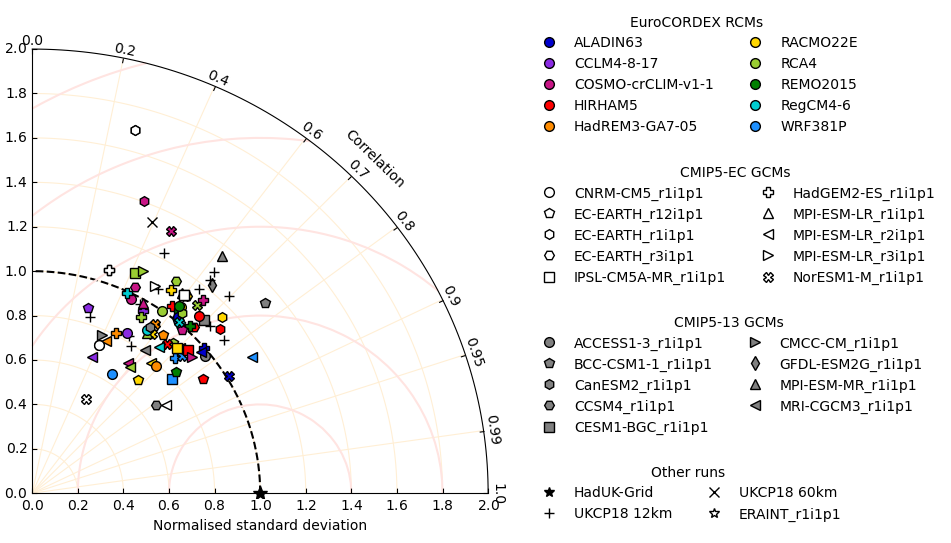 0.0
0.2
0.4
0.6
0.7
0.8
0.9
0.95
0.99
1.0
Correlation
2.0
1.8
1.6
1.4
1.2
1.0
0.8
0.6
0.4
0.2
0.0
0.0 0.2 0.4 0.6 0.8 1.0 1.2 1.4 1.6 1.8 2.0
Normalised standard deviation
EuroCORDEX RCMs
ALADIN63 RACMO22E
CCLM4-8-17 RCA4
COSMO-crCLIM-v1-1 REMO2015
HIRHAM5 RegCM4-6
HadREM3-GA7-05 WRF381P
CMIP5-EC GCMs
CNRM-CM5_r1i1p1 HadGEM2-ES_r1i1p1
EC-EARTH_r12i1p1 MPI-ESM-LR_r1i1p1
EC-EARTH_r1i1p1 MPI-ESM-LR_r2i1p1
EC-EARTH_r3i1p1 MPI-ESM-LR_r3i1p1
IPSL-CM5A-MR_r1i1p1 NorESM1-M_r1i1p1
CMIP5-13 GCMs
ACCESS1-3_r1i1p1 CMCC-CM_r1i1p1
BCC-CSM1-1_r1i1p1 GFDL-ESM2G_r1i1p1
CanESM2_r1i1p1 MPI-ESM-MR_r1i1p1
CCSM4_r1i1p1 MRI-CGCM3_r1i1p1
CESM1-BGC_r1i1p1
Other runs
HadUK-Grid UKCP18 60km
UKCP18 12km ERAINT_r1i1p1